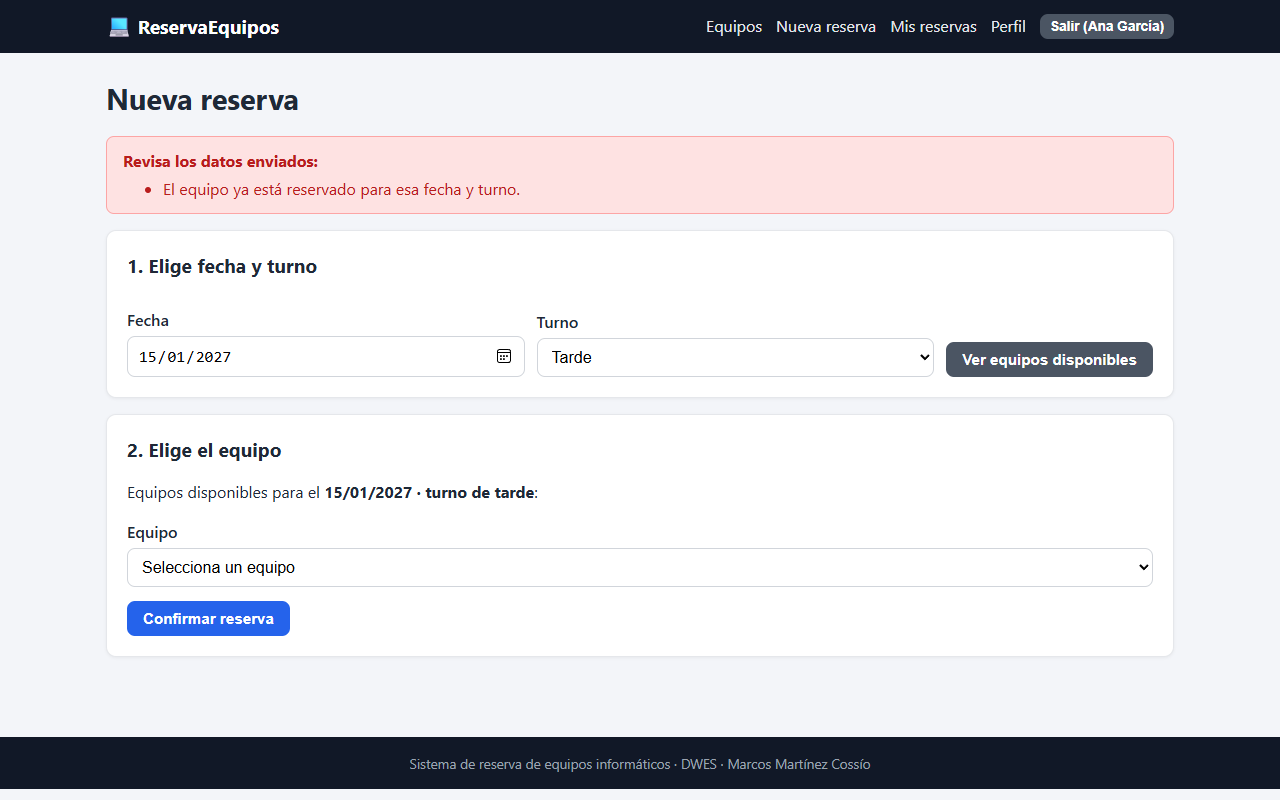 ReservaEquipos
Equipos Nueva reserva Mis reservas Perfil Salir (Ana García)
Nueva reserva
Revisa los datos enviados:
• El equipo ya está reservado para esa fecha y turno.
1. Elige fecha y turno
Fecha
Turno
15/01/2027
Tarde
Ver equipos disponibles
2. Elige el equipo
Equipos disponibles para el 15/01/2027 · turno de tarde:
Equipo
Selecciona un equipo
Confirmar reserva
Sistema de reserva de equipos informáticos · DWES · Marcos Martínez Cossío